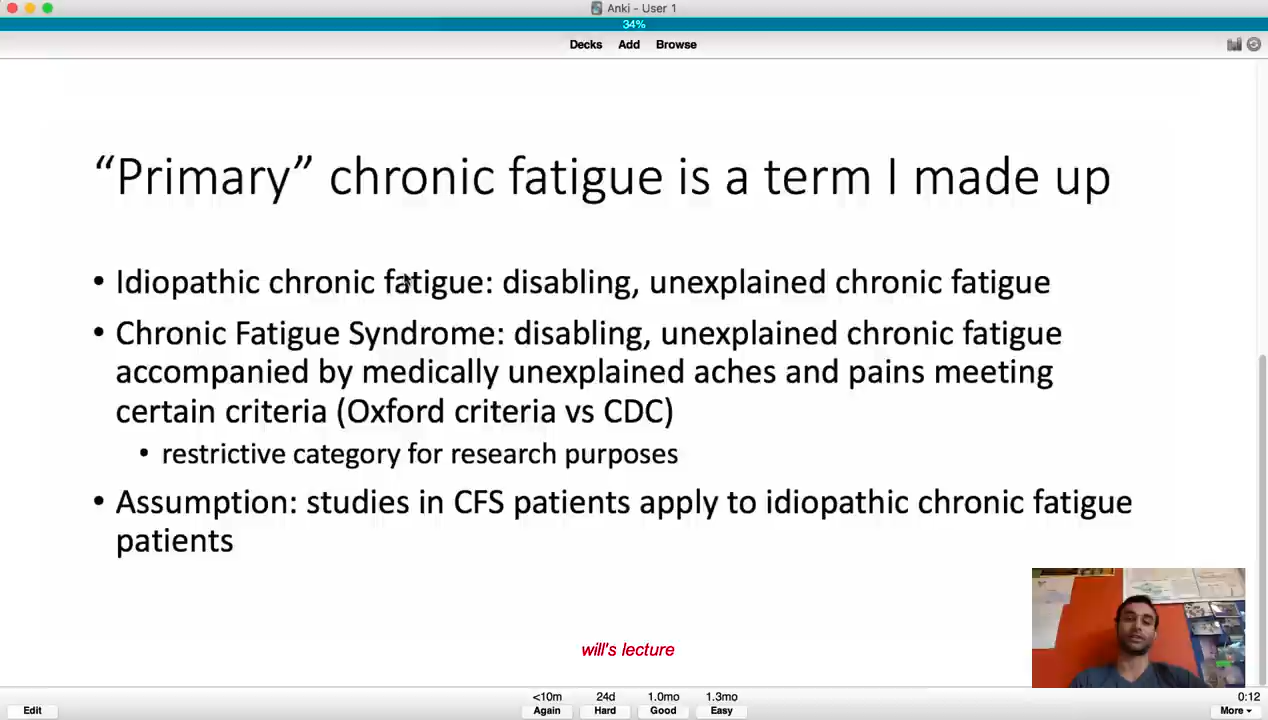 Anki - User 1
34%
Decks Add Browse
“Primary” chronic fatigue is a term I made up
• Idiopathic chronic fatigue: disabling, unexplained chronic fatigue
• Chronic Fatigue Syndrome: disabling, unexplained chronic fatigue
accompanied by medically unexplained aches and pains meeting
certain criteria (Oxford criteria vs CDC)
• restrictive category for research purposes
• Assumption: studies in CFS patients apply to idiopathic chronic fatigue
patients
will's lecture
<10m 24d 1.0mo 1.3mo 0:12
Edit Again Hard Good Easy More